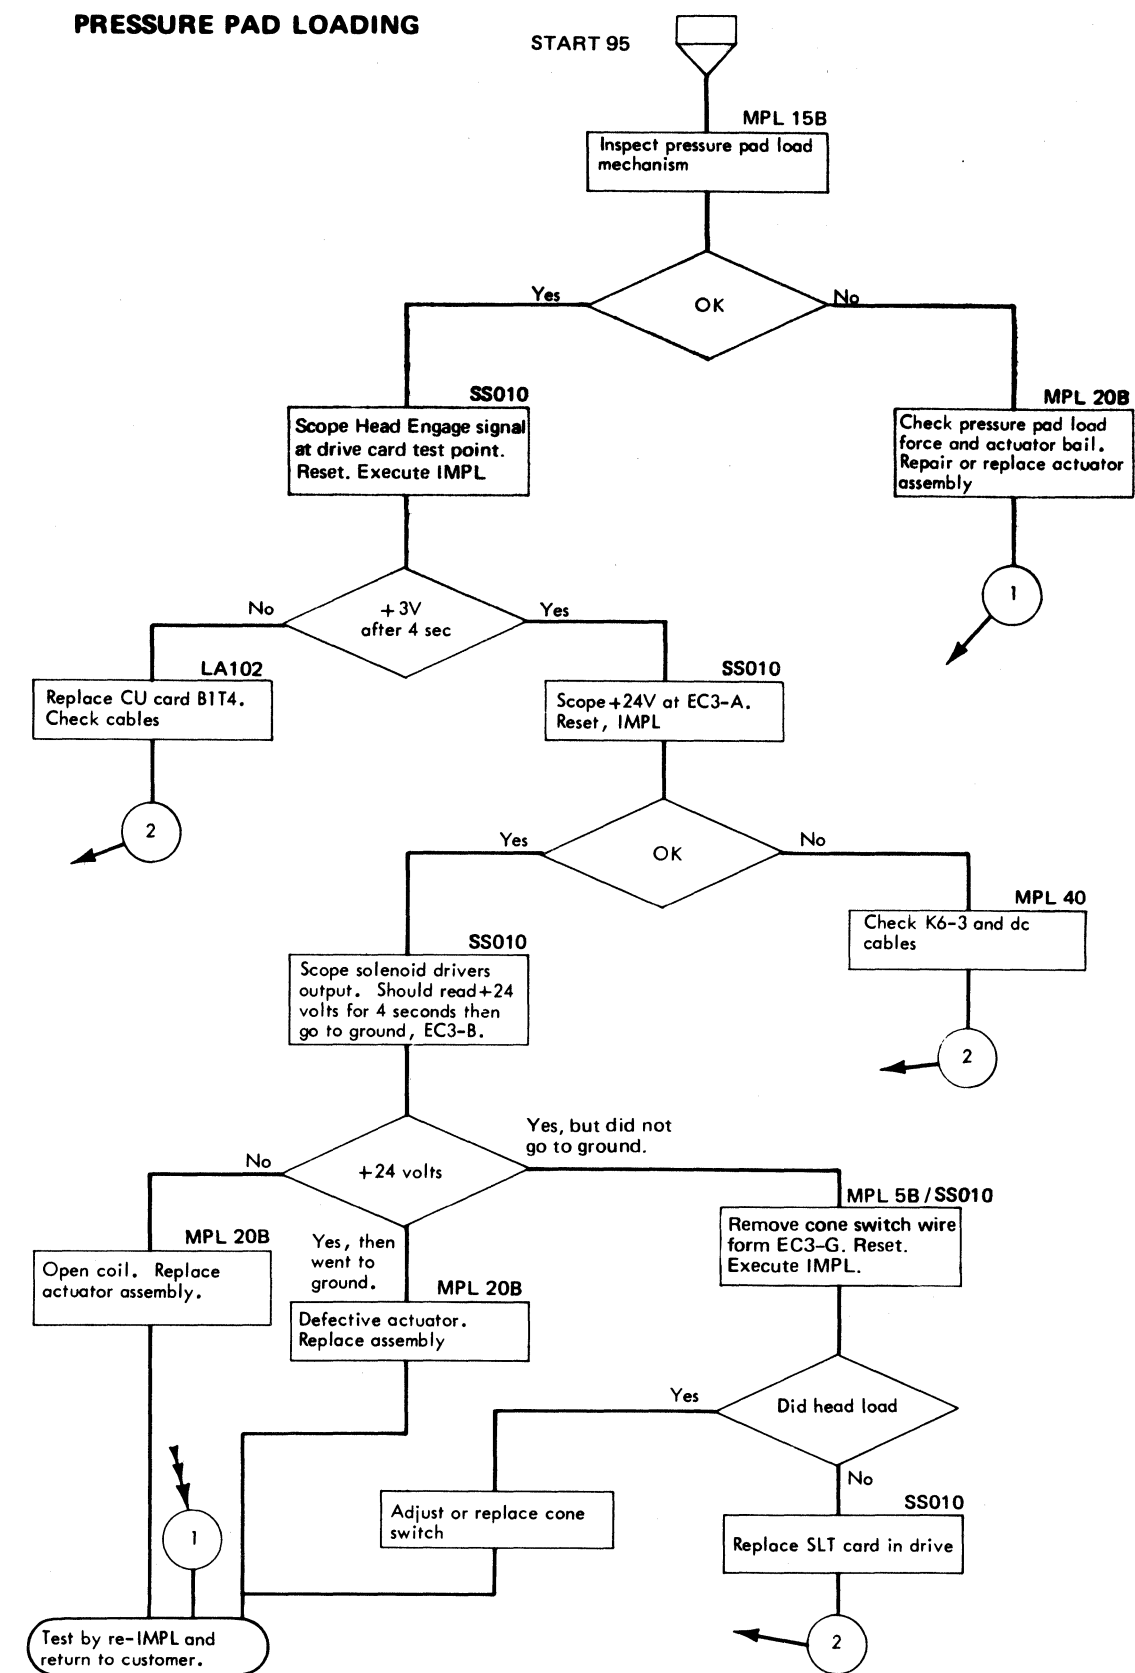 PRESSURE PAD LOADING
START 95
MPL 15B
Inspect pressure pad load
mechanism
OK
Yes
No
SS010
Scope Head Engage signal
at drive card test point.
Reset. Execute IMPL
MPL 20B
Check pressure pad load
force and actuator bail.
Repair or replace actuator
assembly
1
+3V
after 4 sec
No
Yes
LA102
Replace CU card B1T4.
Check cables
2
SS010
Scope +24V at EC3-A.
Reset, IMPL
OK
Yes
No
MPL 40
Check K6-3 and dc
cables
2
SS010
Scope solenoid drivers
output. Should read +24
volts for 4 seconds then
go to ground, EC3-B.
+24 volts
No
Yes, but did not
go to ground.
Yes, then
went to
ground.
MPL 20B
Open coil. Replace
actuator assembly.
MPL 20B
Defective actuator.
Replace assembly
MPL 5B/SS010
Remove cone switch wire
form EC3-G. Reset.
Execute IMPL.
Did head load
Yes
No
Adjust or replace cone
switch
SS010
Replace SLT card in drive
2
1
Test by re-IMPL and
return to customer.